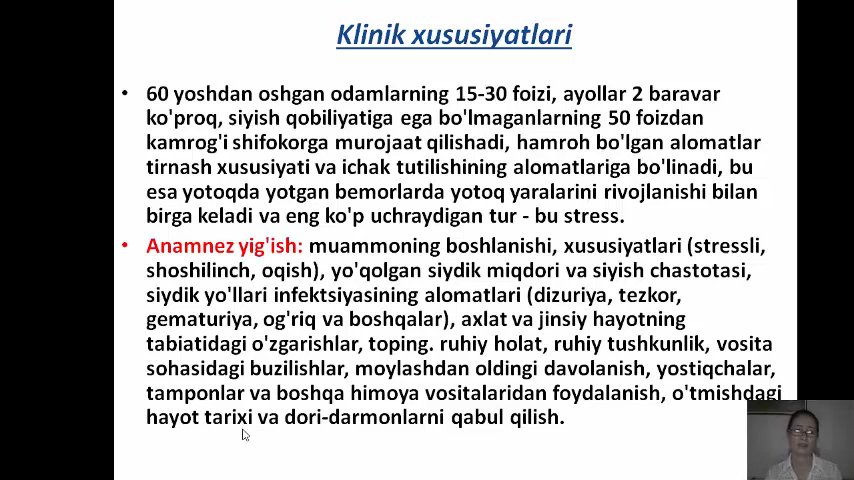 Klinik xususiyatlari
• 60 yoshdan oshgan odamlarning 15-30 foizi, ayollar 2 baravar
ko'proq, siyish qobiliyatiga ega bo'lmaganlarning 50 foizdan
kamrog'i shifokorga murojaat qilishadi, hamroh bo'lgan alomatlar
tirnash xususiyati va ichak tutilishining alomatlariga bo'linadi, bu
esa yotoqda yotgan bemorlarda yotoq yaralarini rivojlanishi bilan
birga keladi va eng ko'p uchraydigan tur - bu stress.
• Anamnez yig'ish: muammoning boshlanishi, xususiyatlari (stressli,
shoshilinch, oqish), yo'qolgan siydik miqdori va siyish chastotasi,
siydik yo'llari infektsiyasining alomatlari (dizuriya, tezkor,
gematuriya, og'riq va boshqalar), axlat va jinsiy hayotning
tabiatidagi o'zgarishlar, toping. ruhiy holat, ruhiy tushkunlik, vosita
sohasidagi buzilishlar, moylashdan oldingi davolanish, yostiqchalar,
tamponlar va boshqa himoya vositalaridan foydalanish, o'tmishdagi
hayot tarixi va dori-darmonlarni qabul qilish.